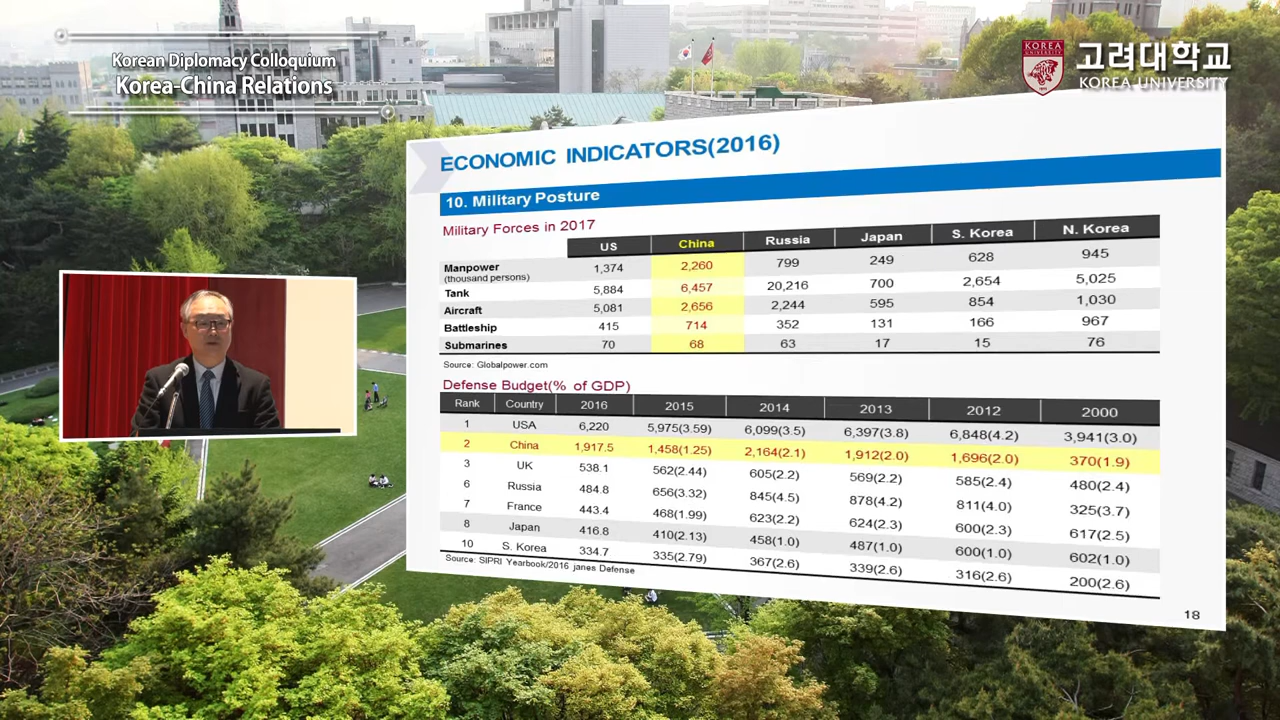 Korean Diplomacy Colloquium
Korea-China Relations
KOREA
UNIVERSITY
고려대학교
KOREA UNIVERSITY
ECONOMIC INDICATORS(2016)
10. Military Posture
Military Forces in 2017
US China Russia Japan S. Korea N. Korea
Manpower (thousand persons) 1,374 2,260 799 249 628 945
Tank 5,884 6,457 20,216 700 2,654 5,025
Aircraft 5,081 2,656 2,244 595 854 1,030
Battleship 415 714 352 131 166 967
Submarines 70 68 63 17 15 76
Source: Globalpower.com
Defense Budget(% of GDP)
Rank Country 2016 2015 2014 2013 2012 2000
1 USA 6,220 5,975(3.59) 6,099(3.5) 6,397(3.8) 6,848(4.2) 3,941(3.0)
2 China 1,917.5 1,458(1.25) 2,164(2.1) 1,912(2.0) 1,696(2.0) 370(1.9)
3 UK 538.1 562(2.44) 605(2.2) 569(2.2) 585(2.4) 480(2.4)
6 Russia 484.8 656(3.32) 845(4.5) 878(4.2) 811(4.0) 325(3.7)
7 France 443.4 468(1.99) 623(2.2) 624(2.3) 600(2.3) 617(2.5)
8 Japan 416.8 410(2.13) 458(1.0) 487(1.0) 600(1.0) 602(1.0)
10 S. Korea 334.7 335(2.79) 367(2.6) 339(2.6) 316(2.6) 200(2.6)
Source: SIPRI Yearbook/2016 janes Defense
18